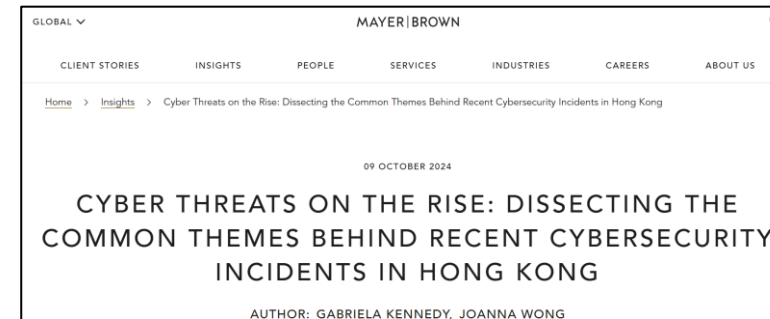 GLOBAL
MAYER|BROWN
CLIENT STORIES INSIGHTS PEOPLE SERVICES INDUSTRIES CAREERS ABOUT US
Home > Insights > Cyber Threats on the Rise: Dissecting the Common Themes Behind Recent Cybersecurity Incidents in Hong Kong
09 OCTOBER 2024
CYBER THREATS ON THE RISE: DISSECTING THE
COMMON THEMES BEHIND RECENT CYBERSECURITY
INCIDENTS IN HONG KONG
AUTHOR: GABRIELA KENNEDY, JOANNA WONG